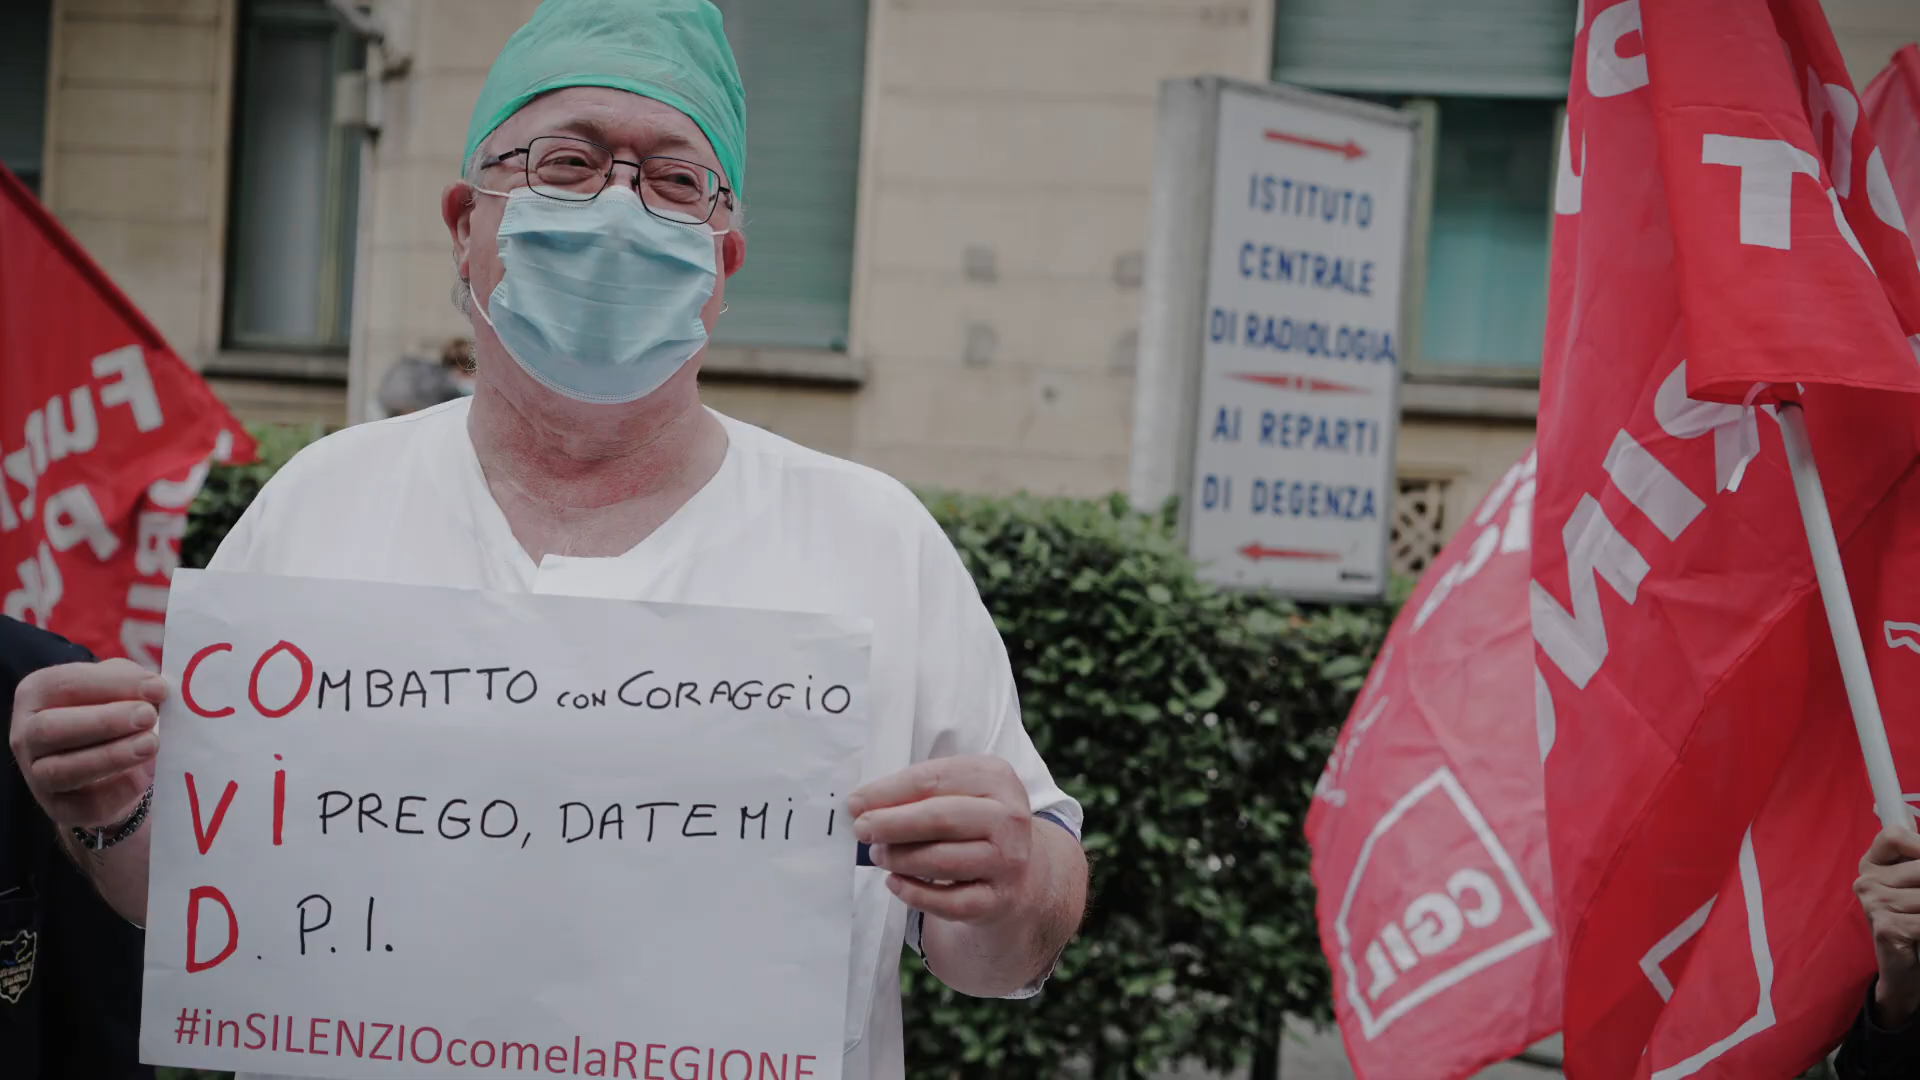 ISTITUTO
CENTRALE
DI RADIOLOGIA
AI REPARTI
DI DEGENZA
COMBATTO CON CORAGGIO
Vi PREGO, DATEMi i
D. P. I.
#inSILENZIOcomelaREGIONE
CGIL